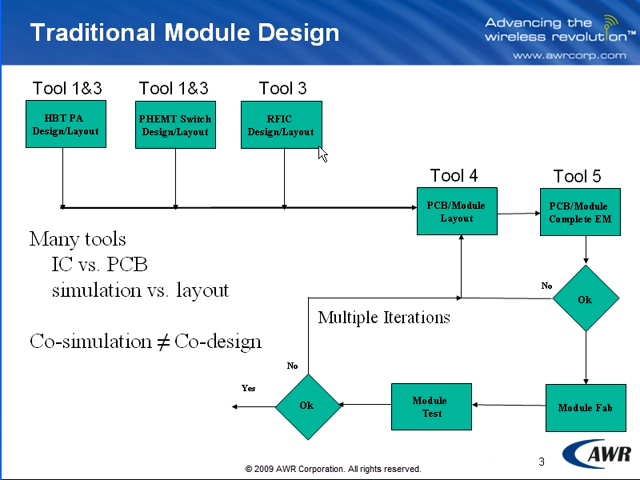 Traditional Module Design
Advancing the
wireless revolution™
www.awrcorp.com
Tool 1&3
Tool 1&3
Tool 3
HBT PA
Design/Layout
PHEMT Switch
Design/Layout
RFIC
Design/Layout
Tool 4
Tool 5
PCB/Module
Layout
PCB/Module
Complete EM
Many tools
IC vs. PCB
simulation vs. layout
No
Ok
Multiple Iterations
Co-simulation ≠ Co-design
No
Yes
Ok
Module
Test
Module Fab
AWR
3
© 2009 AWR Corporation. All rights reserved.